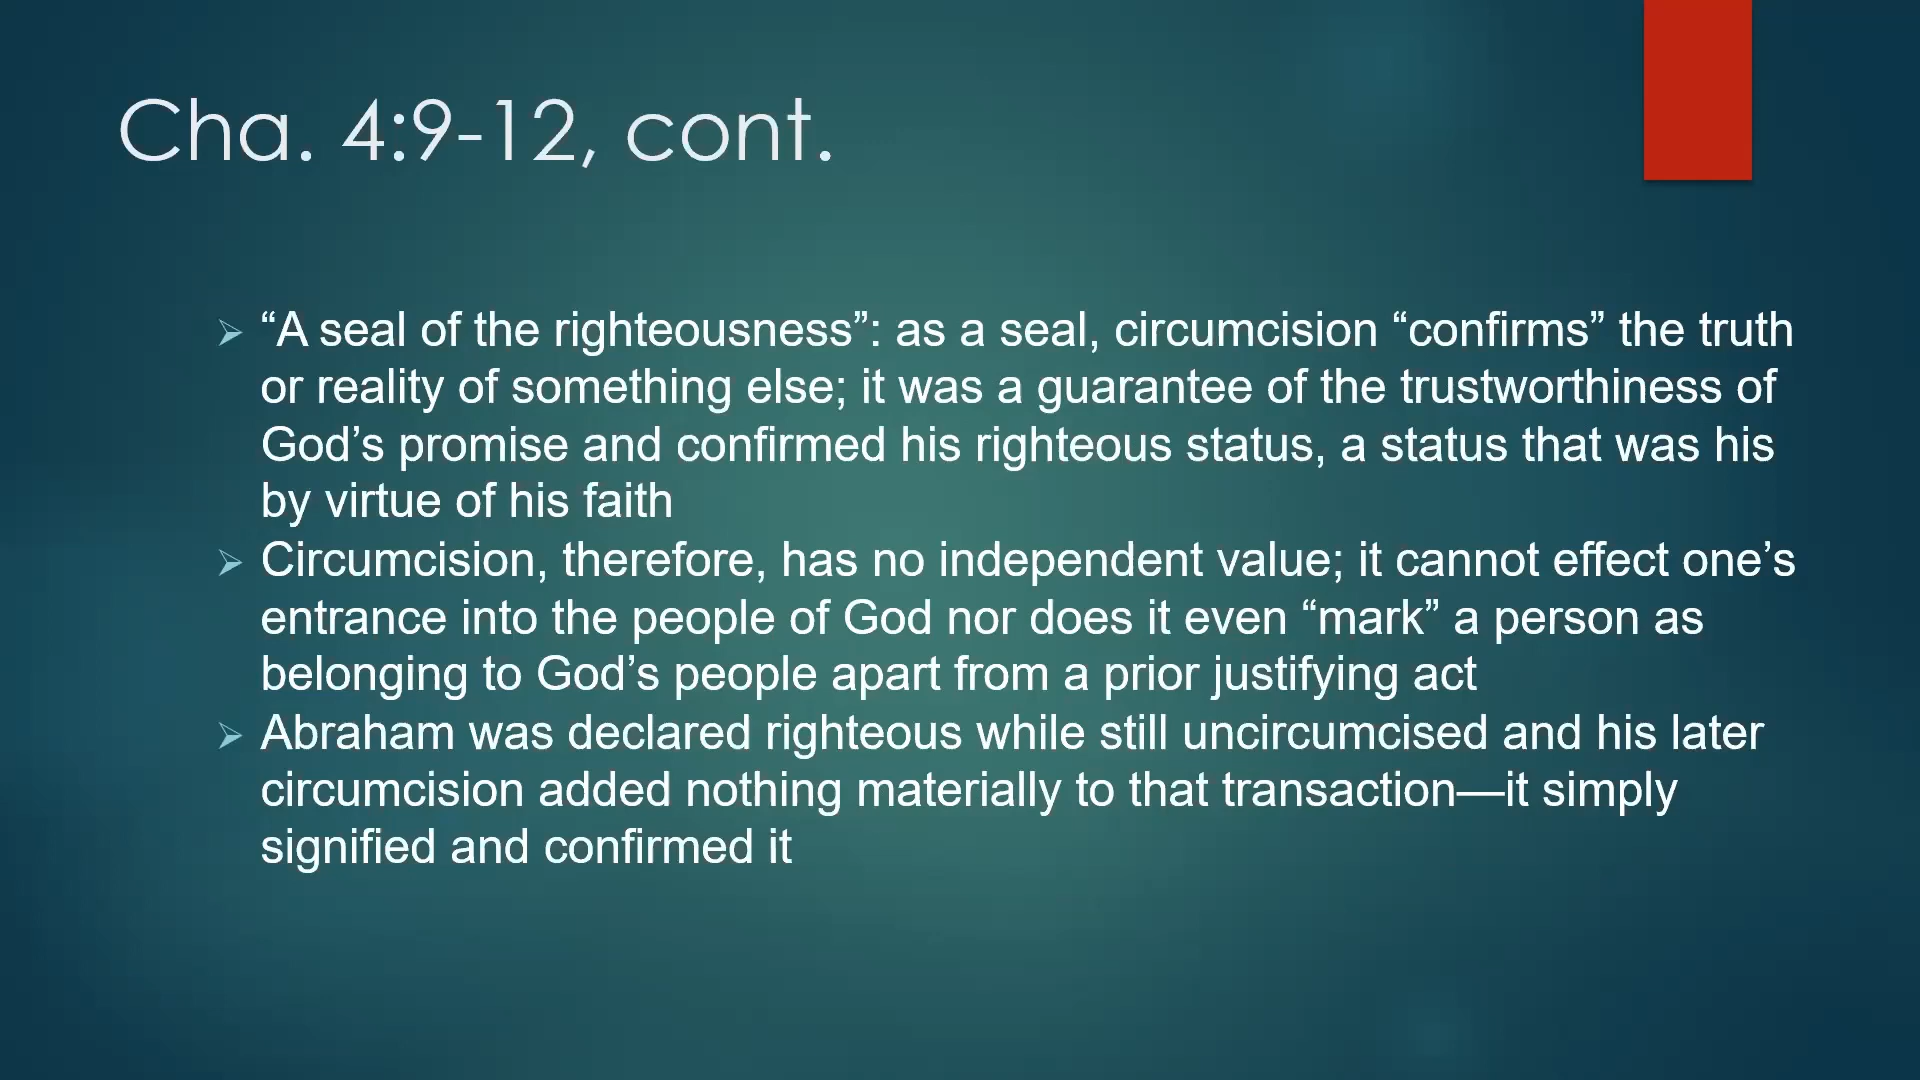 Cha. 4:9-12, cont.
“A seal of the righteousness”: as a seal, circumcision “confirms” the truth
or reality of something else; it was a guarantee of the trustworthiness of
God’s promise and confirmed his righteous status, a status that was his
by virtue of his faith
Circumcision, therefore, has no independent value; it cannot effect one’s
entrance into the people of God nor does it even “mark” a person as
belonging to God’s people apart from a prior justifying act
Abraham was declared righteous while still uncircumcised and his later
circumcision added nothing materially to that transaction—it simply
signified and confirmed it